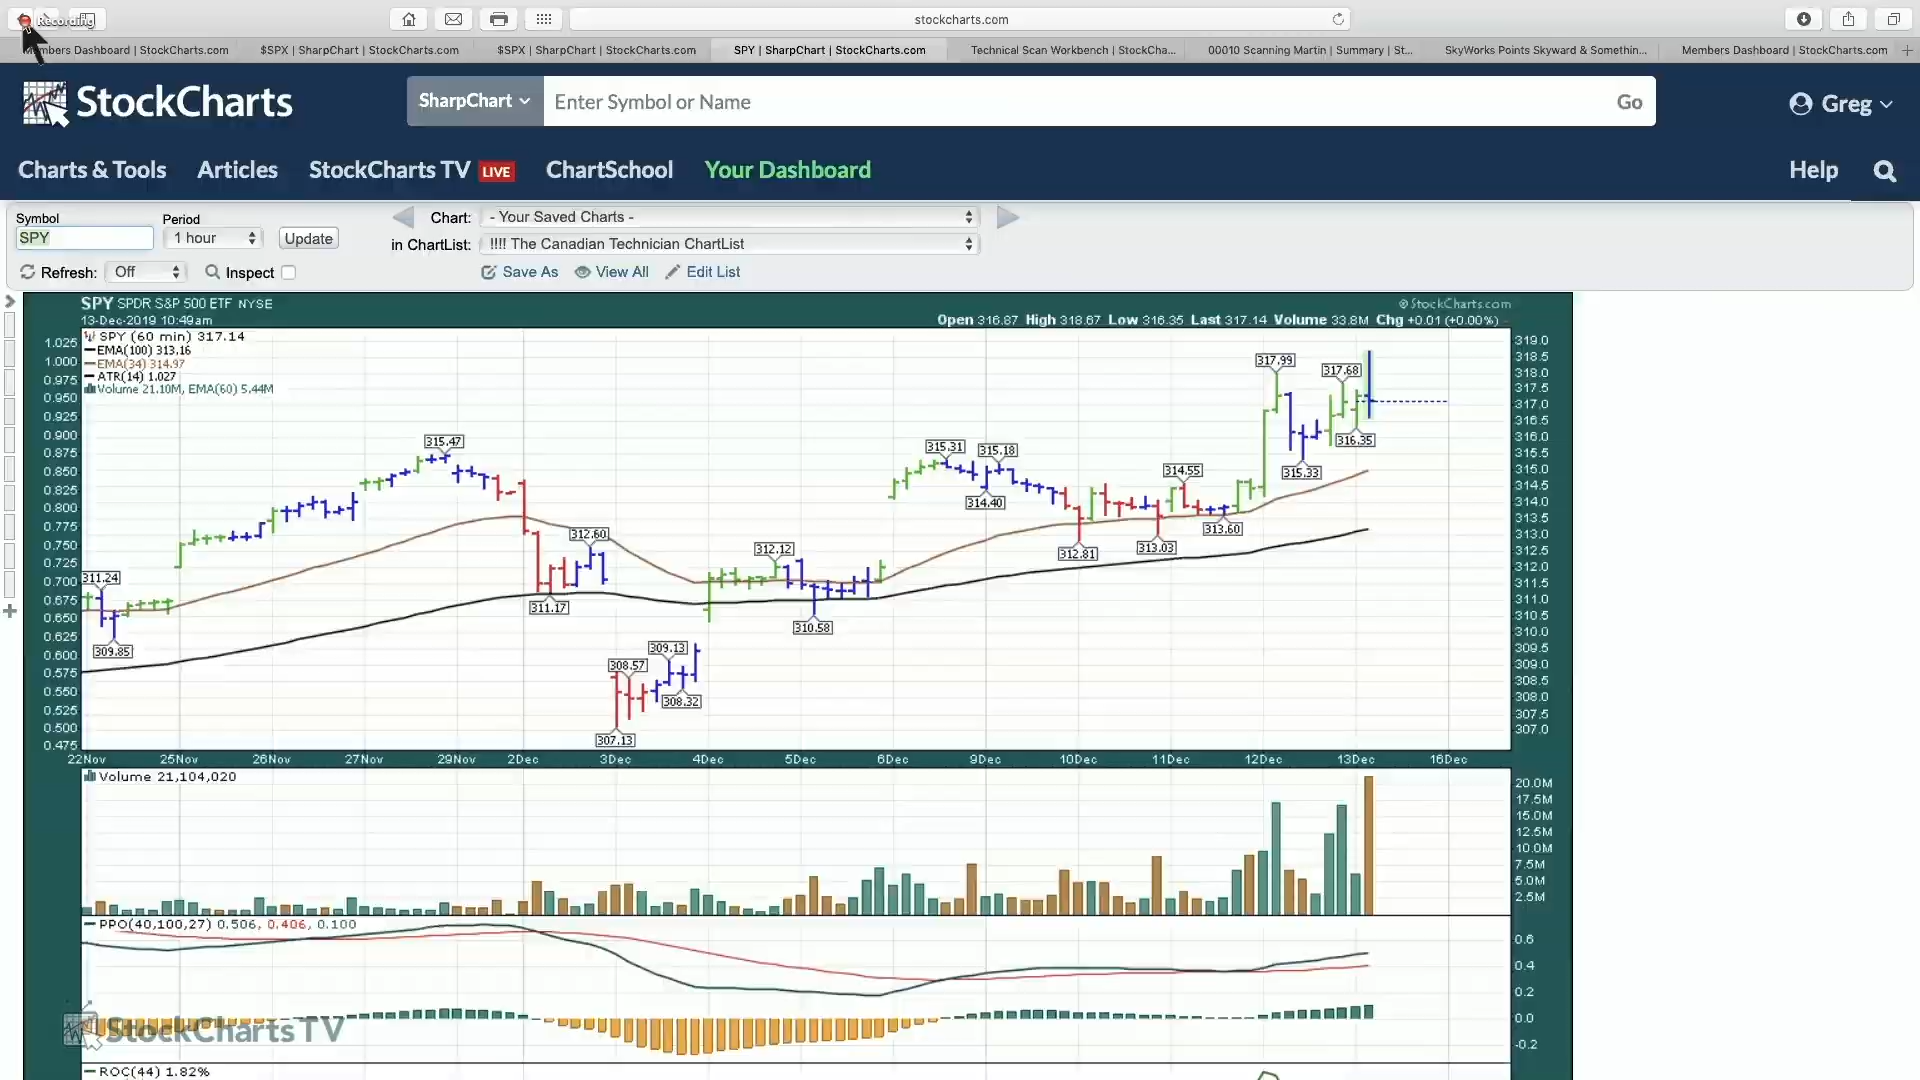 Recording
stockcharts.com
Members Dashboard | StockCharts.com
$SPX | SharpChart | StockCharts.com
$SPX | SharpChart | StockCharts.com
SPY | SharpChart | StockCharts.com
Technical Scan Workbench | StockCha...
00010 Scanning Martin | Summary | St...
SkyWorks Points Skyward & Somethin...
Members Dashboard | StockCharts.com
StockCharts
SharpChart
Enter Symbol or Name
Go
Greg
Charts & Tools
Articles
StockCharts TV LIVE
ChartSchool
Your Dashboard
Help
Symbol
Period
SPY
1 hour
Update
Chart:
- Your Saved Charts -
in ChartList:
!!!! The Canadian Technician ChartList
Refresh:
Off
Inspect
Save As
View All
Edit List
SPY SPDR S&P 500 ETF NYSE
© StockCharts.com
13-Dec-2019 10:49am
Open 316.87 High 318.67 Low 316.35 Last 317.14 Volume 33.8M Chg +0.01 (+0.00%)
SPY (60 min) 317.14
EMA(100) 313.16
EMA(34) 314.97
ATR(14) 1.027
Volume 21.10M, EMA(60) 5.44M
1.025
1.000
0.975
0.950
0.925
0.900
0.875
0.850
0.825
0.800
0.775
0.750
0.725
0.700
0.675
0.650
0.625
0.600
0.575
0.550
0.525
0.500
0.475
311.24
309.85
315.47
311.17
312.60
307.13
308.57
309.13
308.32
312.12
310.58
315.31
314.40
315.18
312.81
313.03
314.55
313.60
317.99
315.33
317.68
316.35
319.0
318.5
318.0
317.5
317.0
316.5
316.0
315.5
315.0
314.5
314.0
313.5
313.0
312.5
312.0
311.5
311.0
310.5
310.0
309.5
309.0
308.5
308.0
307.5
307.0
22Nov 25Nov 26Nov 27Nov 29Nov 2Dec 3Dec 4Dec 5Dec 6Dec 9Dec 10Dec 11Dec 12Dec 13Dec 16Dec
Volume 21,104,020
20.0M
17.5M
15.0M
12.5M
10.0M
7.5M
5.0M
2.5M
PPO(40,100,27) 0.506, 0.406, 0.100
0.6
0.4
0.2
0.0
-0.2
StockCharts TV
ROC(44) 1.82%